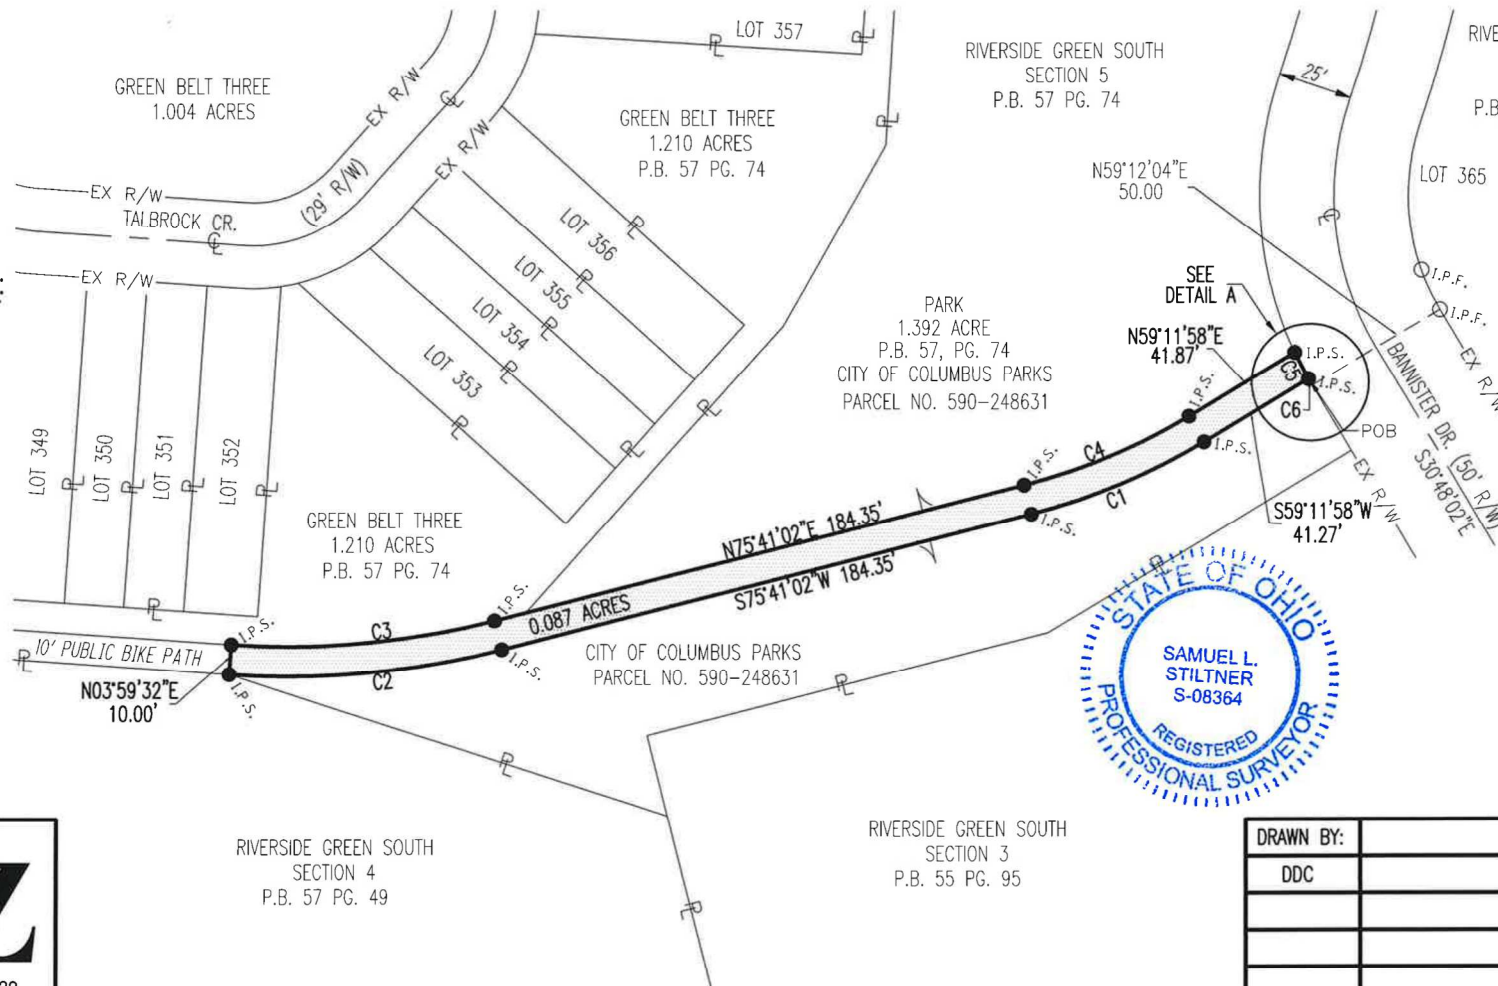 LOT 357
GREEN BELT THREE
1.004 ACRES
EX R/W
℄
EX R/W
(29' R/W)
EX R/W
TALBROCK CR.
℄
EX R/W
GREEN BELT THREE
1.210 ACRES
P.B. 57 PG. 74
RIVERSIDE GREEN SOUTH
SECTION 5
P.B. 57 PG. 74
25'
RIVE
P.B
LOT 365
N59°12'04"E
50.00
℄
I.P.F.
I.P.F.
LOT 356
LOT 355
LOT 354
LOT 353
LOT 349
LOT 350
LOT 351
LOT 352
SEE
DETAIL A
PARK
1.392 ACRE
P.B. 57, PG. 74
CITY OF COLUMBUS PARKS
PARCEL NO. 590-248631
N59°11'58"E
41.87'
I.P.S.
C5
I.P.S.
C6
POB
BANNISTER DR. (50' R/W)
S30°48'02"E
EX R/W
EX R/W
I.P.S.
I.P.S.
C4
C1
I.P.S.
I.P.S.
S59°11'58"W
41.27'
GREEN BELT THREE
1.210 ACRES
P.B. 57 PG. 74
N75°41'02"E 184.35'
S75°41'02"W 184.35'
0.087 ACRES
I.P.S.
I.P.S.
C3
C2
I.P.S.
I.P.S.
10' PUBLIC BIKE PATH
N03°59'32"E
10.00'
CITY OF COLUMBUS PARKS
PARCEL NO. 590-248631
STATE OF OHIO
SAMUEL L.
STILTNER
S-08364
REGISTERED
PROFESSIONAL SURVEYOR
RIVERSIDE GREEN SOUTH
SECTION 4
P.B. 57 PG. 49
RIVERSIDE GREEN SOUTH
SECTION 3
P.B. 55 PG. 95
DRAWN BY:
DDC
Z